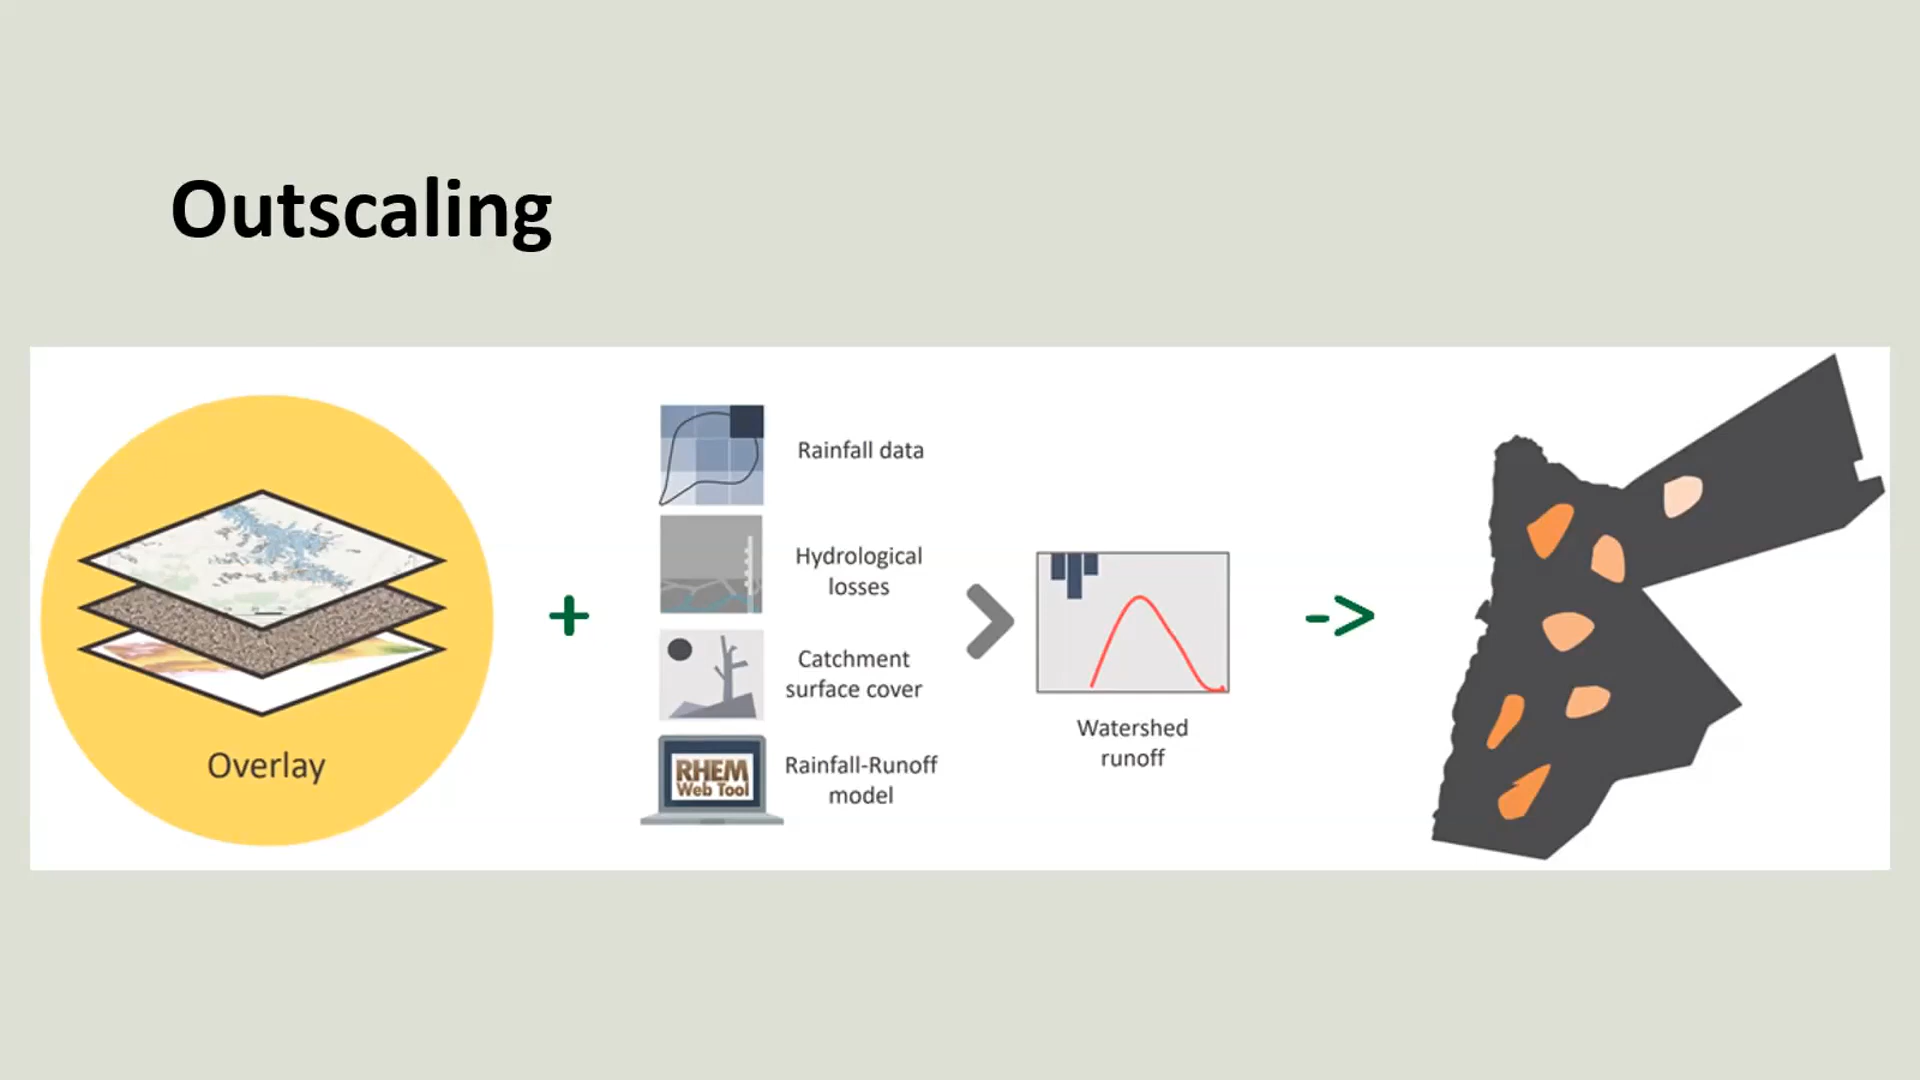 Outscaling
Overlay
+
Rainfall data
Hydrological
losses
Catchment
surface cover
RHEM
Web Tool
Rainfall-Runoff
model
Watershed
runoff
->